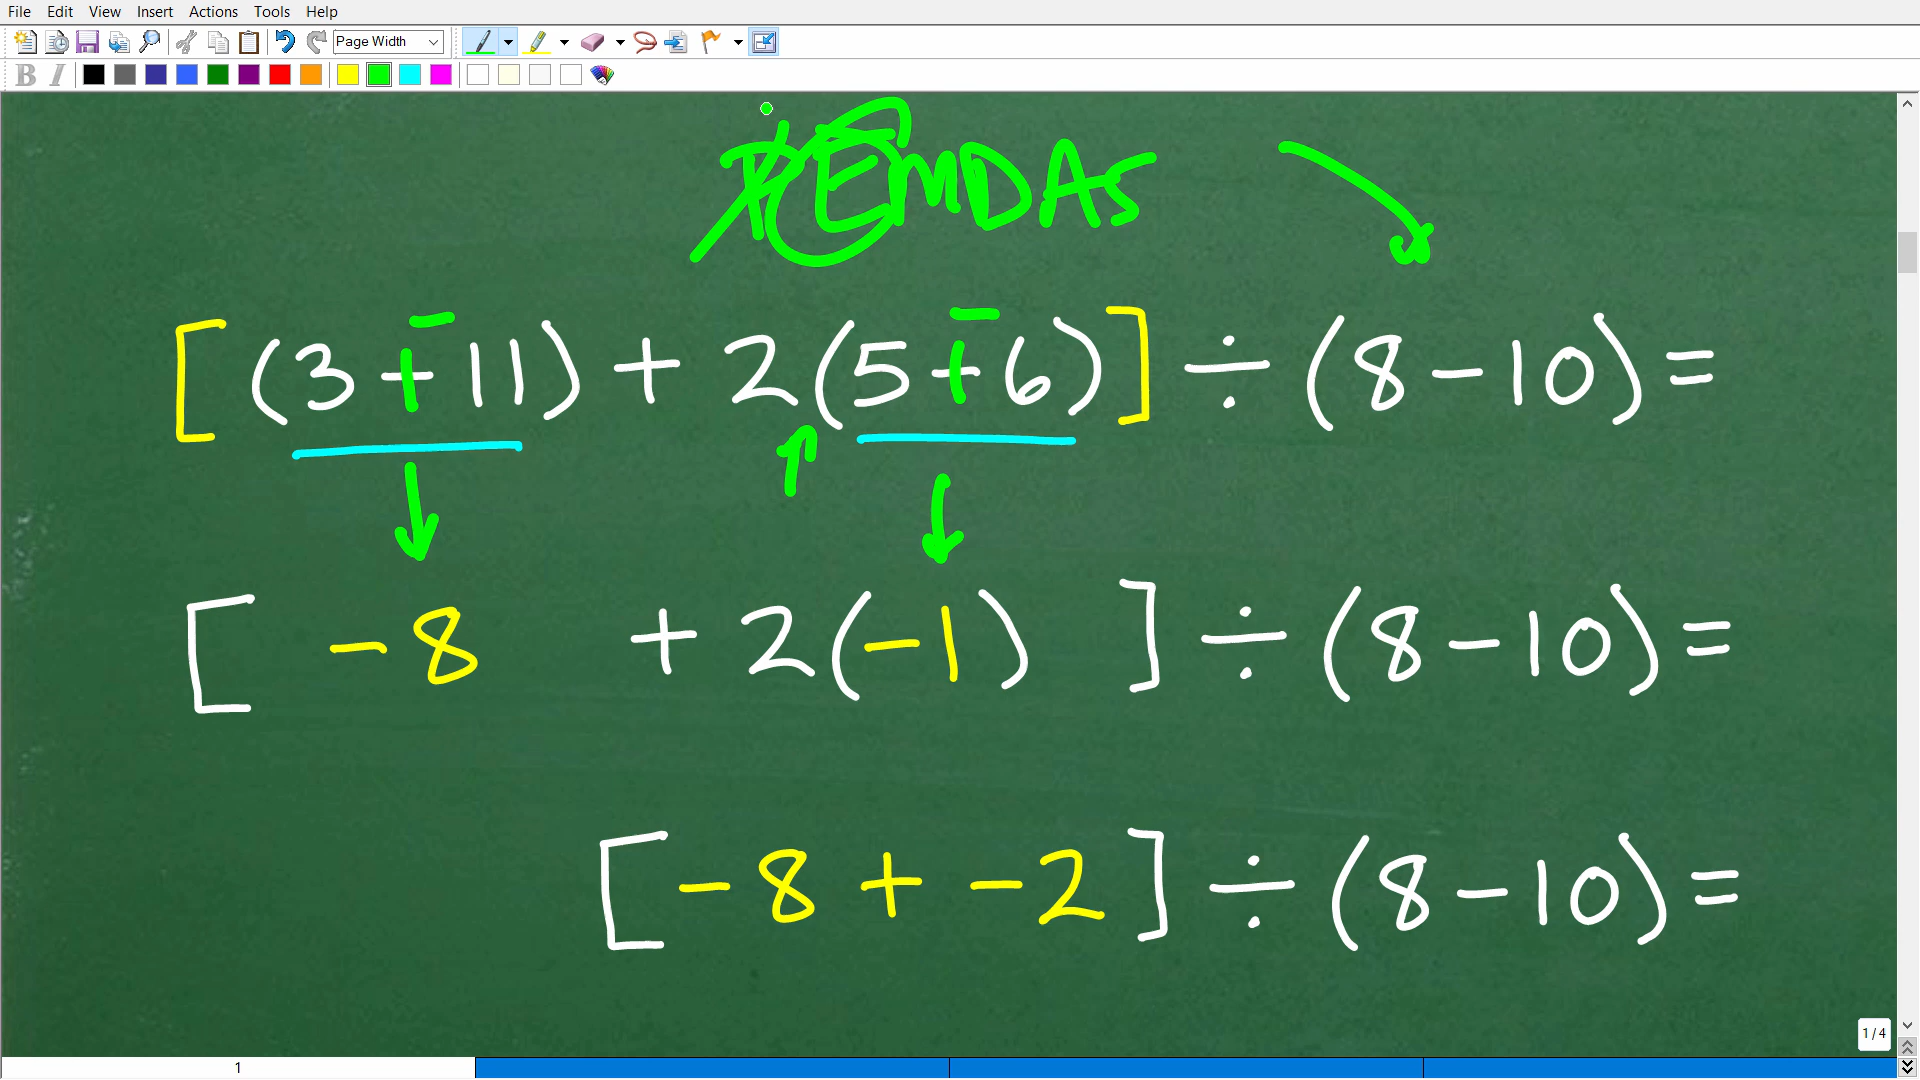 File Edit View Insert Actions Tools Help
Page Width
B I
PEMDAS
[(3 + 11) + 2(5 + 6)] ÷ (8 - 10) =
[ -8 + 2(-1) ] ÷ (8 - 10) =
[-8 + -2] ÷ (8 - 10) =
1 / 4
1